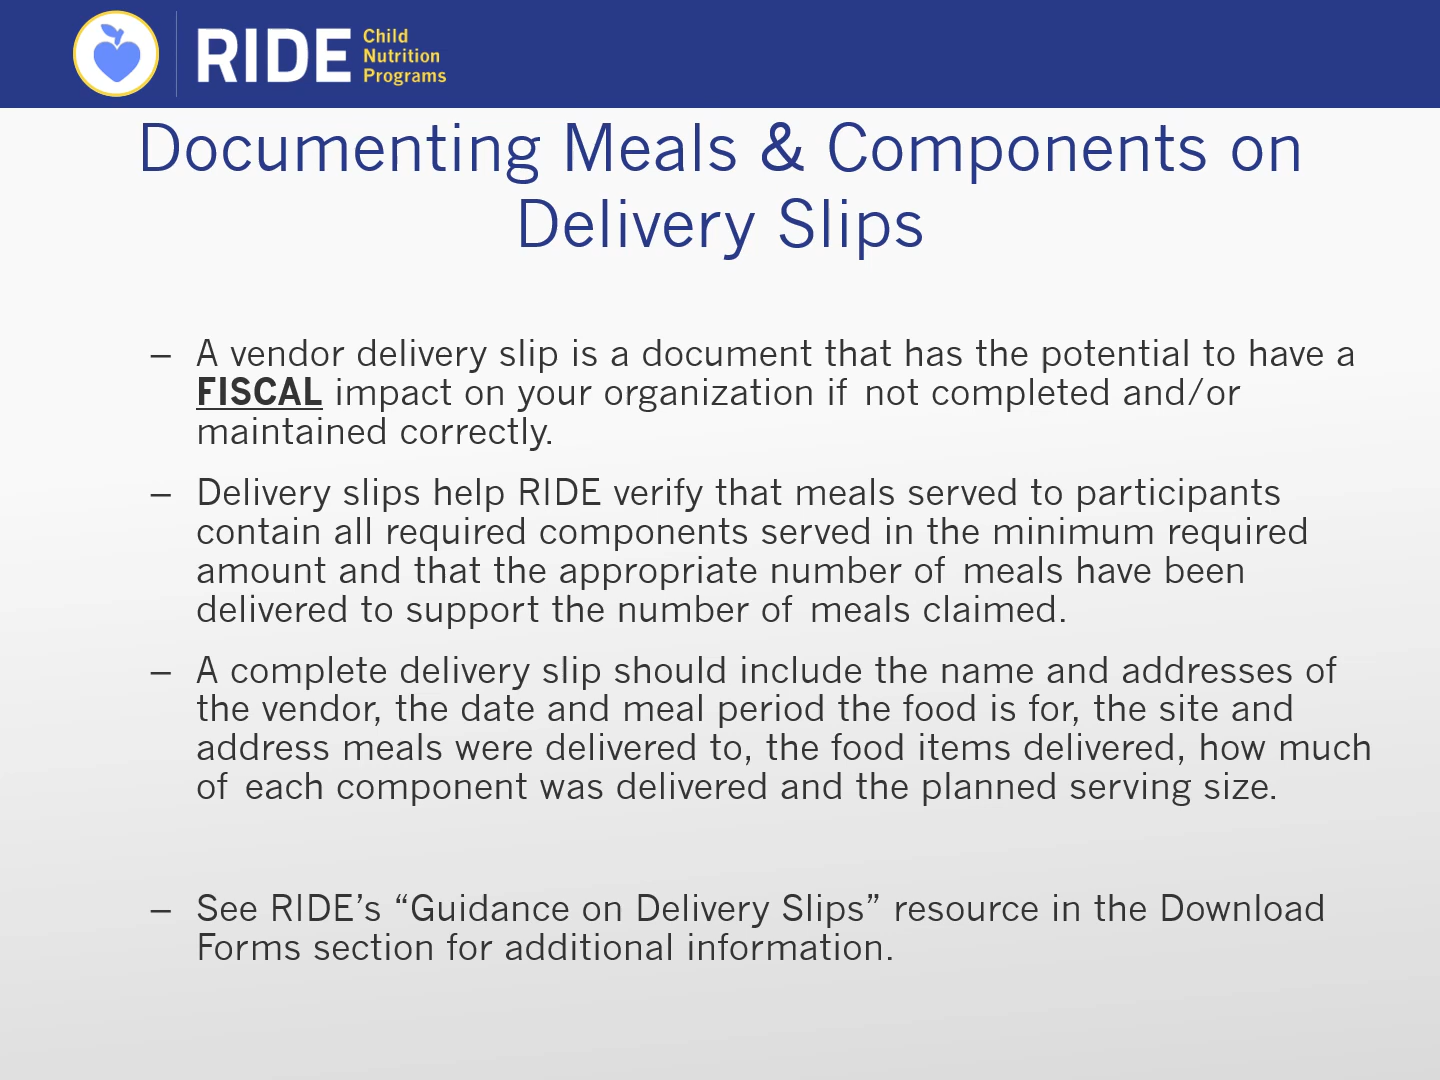 RIDE Child
Nutrition
Programs
Documenting Meals & Components on
Delivery Slips
– A vendor delivery slip is a document that has the potential to have a
FISCAL impact on your organization if not completed and/or
maintained correctly.
– Delivery slips help RIDE verify that meals served to participants
contain all required components served in the minimum required
amount and that the appropriate number of meals have been
delivered to support the number of meals claimed.
– A complete delivery slip should include the name and addresses of
the vendor, the date and meal period the food is for, the site and
address meals were delivered to, the food items delivered, how much
of each component was delivered and the planned serving size.
– See RIDE’s “Guidance on Delivery Slips” resource in the Download
Forms section for additional information.